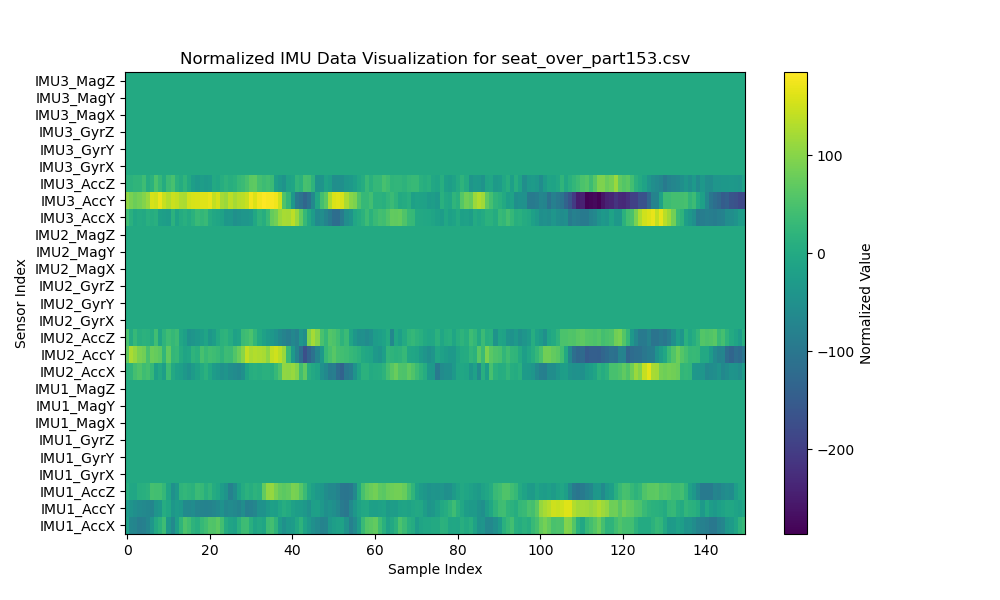 Normalized IMU Data Visualization for seat_over_part153.csv
IMU3_MagZ
IMU3_MagY
IMU3_MagX
IMU3_GyrZ
IMU3_GyrY
IMU3_GyrX
IMU3_AccZ
IMU3_AccY
IMU3_AccX
IMU2_MagZ
IMU2_MagY
IMU2_MagX
IMU2_GyrZ
IMU2_GyrY
IMU2_GyrX
IMU2_AccZ
IMU2_AccY
IMU2_AccX
IMU1_MagZ
IMU1_MagY
IMU1_MagX
IMU1_GyrZ
IMU1_GyrY
IMU1_GyrX
IMU1_AccZ
IMU1_AccY
IMU1_AccX
Sensor Index
0 20 40 60 80 100 120 140
Sample Index
100
0
−100
−200
Normalized Value